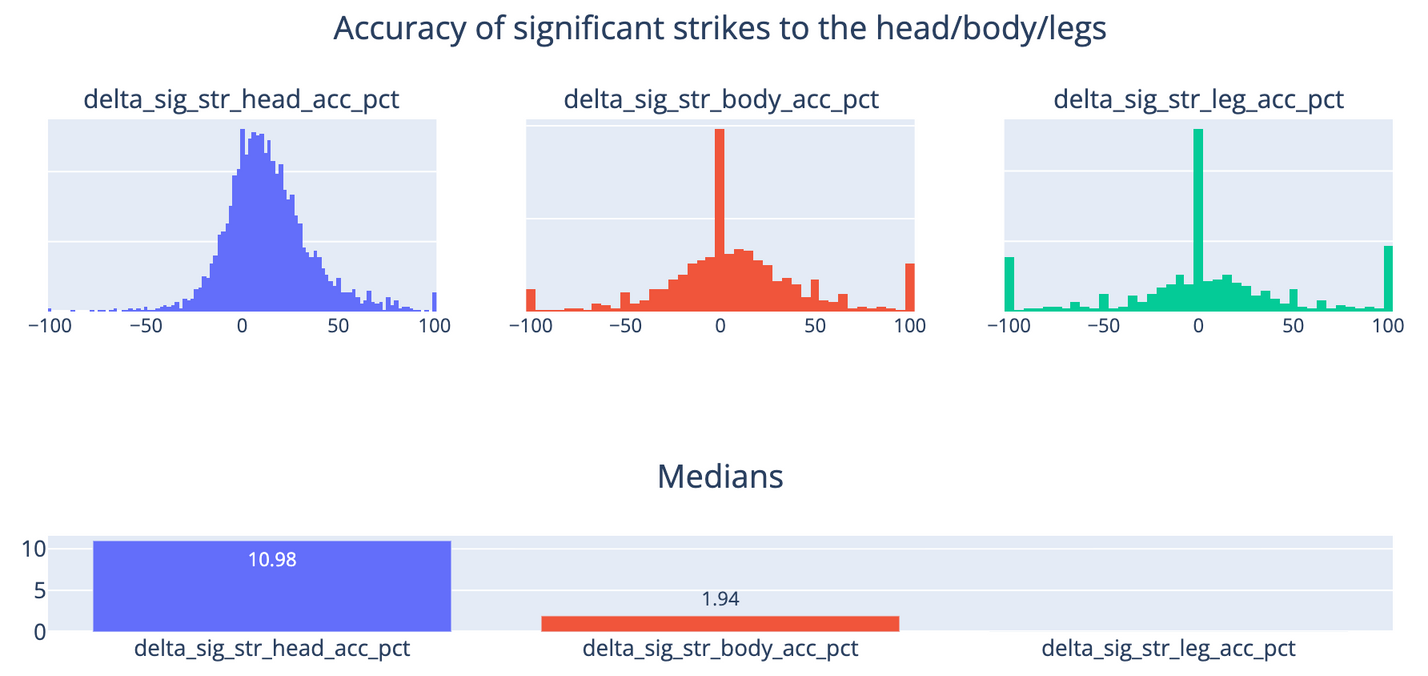 Accuracy of significant strikes to the head/body/legs
delta_sig_str_head_acc_pct
delta_sig_str_body_acc_pct
delta_sig_str_leg_acc_pct
−100 −50 0 50 100
−100 −50 0 50 100
−100 −50 0 50 100
Medians
10
5
0
10.98
1.94
delta_sig_str_head_acc_pct
delta_sig_str_body_acc_pct
delta_sig_str_leg_acc_pct